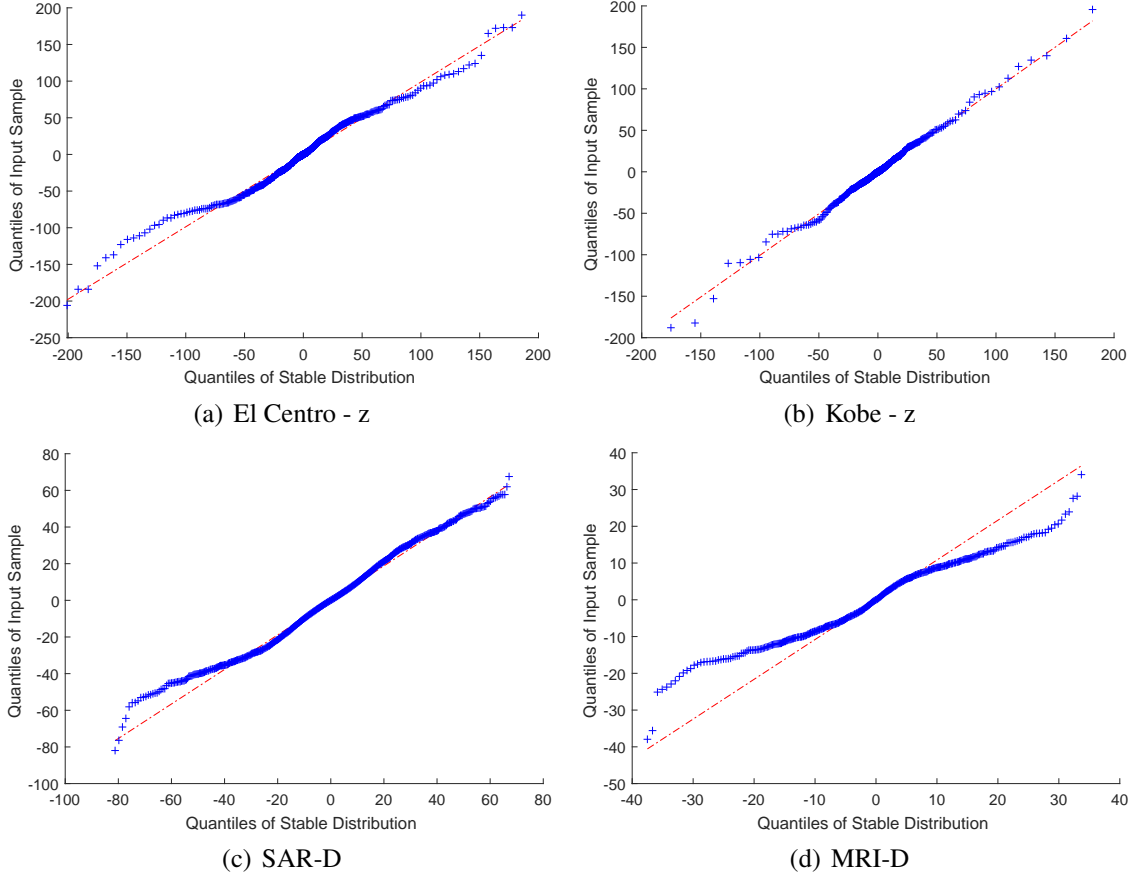 200
150
100
50
0
-50
-100
-150
-200
-250
Quantiles of Input Sample
-200 -150 -100 -50 0 50 100 150 200
Quantiles of Stable Distribution
(a) El Centro - z
200
150
100
50
0
-50
-100
-150
-200
Quantiles of Input Sample
-200 -150 -100 -50 0 50 100 150 200
Quantiles of Stable Distribution
(b) Kobe - z
80
60
40
20
0
-20
-40
-60
-80
-100
Quantiles of Input Sample
-100 -80 -60 -40 -20 0 20 40 60 80
Quantiles of Stable Distribution
(c) SAR-D
40
30
20
10
0
-10
-20
-30
-40
-50
Quantiles of Input Sample
-40 -30 -20 -10 0 10 20 30 40
Quantiles of Stable Distribution
(d) MRI-D